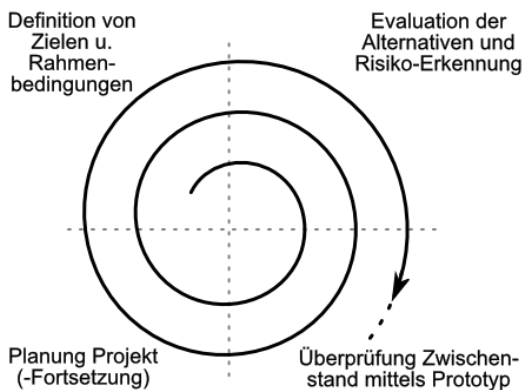 Definition von
Zielen u.
Rahmen-
bedingungen
Evaluation der
Alternativen und
Risiko-Erkennung
Planung Projekt
(-Fortsetzung)
Überprüfung Zwischen-
stand mittels Prototyp